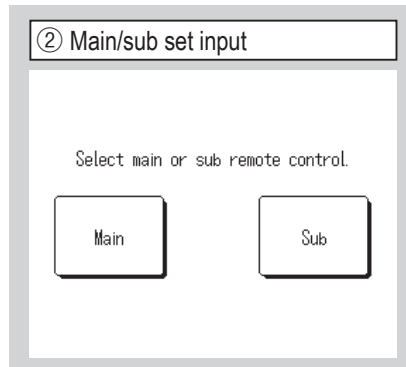 ② Main/sub set input
Select main or sub remote control.
Main
Sub